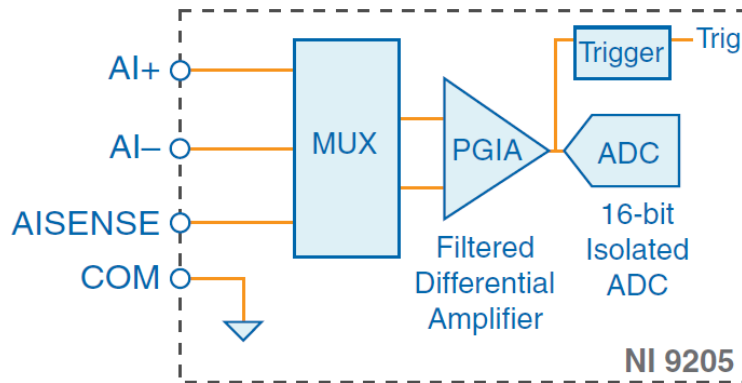 AI+
AI–
AISENSE
COM
MUX
PGIA
Filtered
Differential
Amplifier
Trigger
Trig
ADC
16-bit
Isolated
ADC
NI 9205